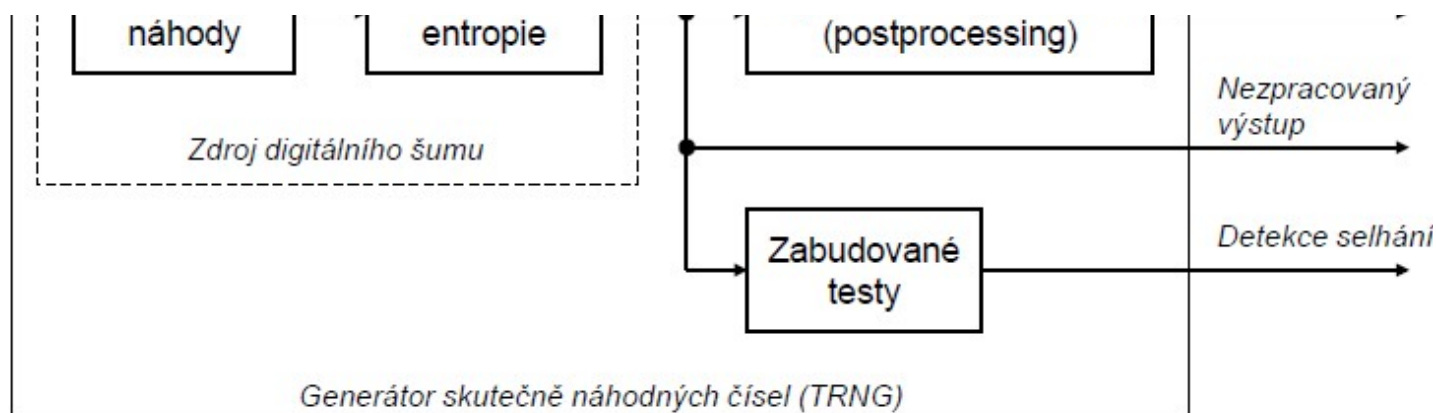 náhody
entropie
(postprocessing)
Nezpracovaný
výstup
Zdroj digitálního šumu
Detekce selhání
Zabudované
testy
Generátor skutečně náhodných čísel (TRNG)